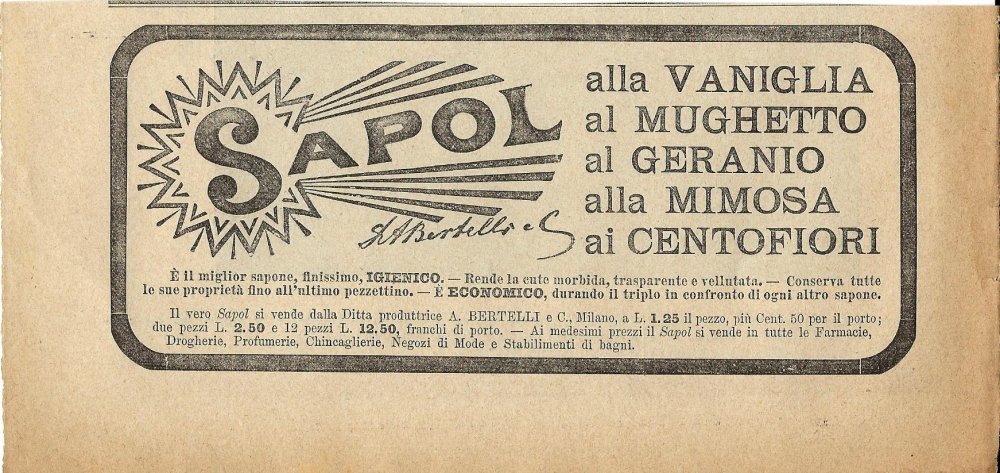 SAPOL
A. Bertelli e C.
alla VANIGLIA
al MUGHETTO
al GERANIO
alla MIMOSA
ai CENTOFIORI
È il miglior sapone, finissimo, IGIENICO. — Rende la cute morbida, trasparente e vellutata. — Conserva tutte
le sue proprietà fino all'ultimo pezzettino. — È ECONOMICO, durando il triplo in confronto di ogni altro sapone.
Il vero Sapol si vende dalla Ditta produttrice A. BERTELLI e C., Milano, a L. 1.25 il pezzo, più Cent. 50 per il porto;
due pezzi L. 2.50 e 12 pezzi L. 12.50, franchi di porto. — Ai medesimi prezzi il Sapol si vende in tutte le Farmacie,
Drogherie, Profumerie, Chincaglierie, Negozi di Mode e Stabilimenti di bagni.